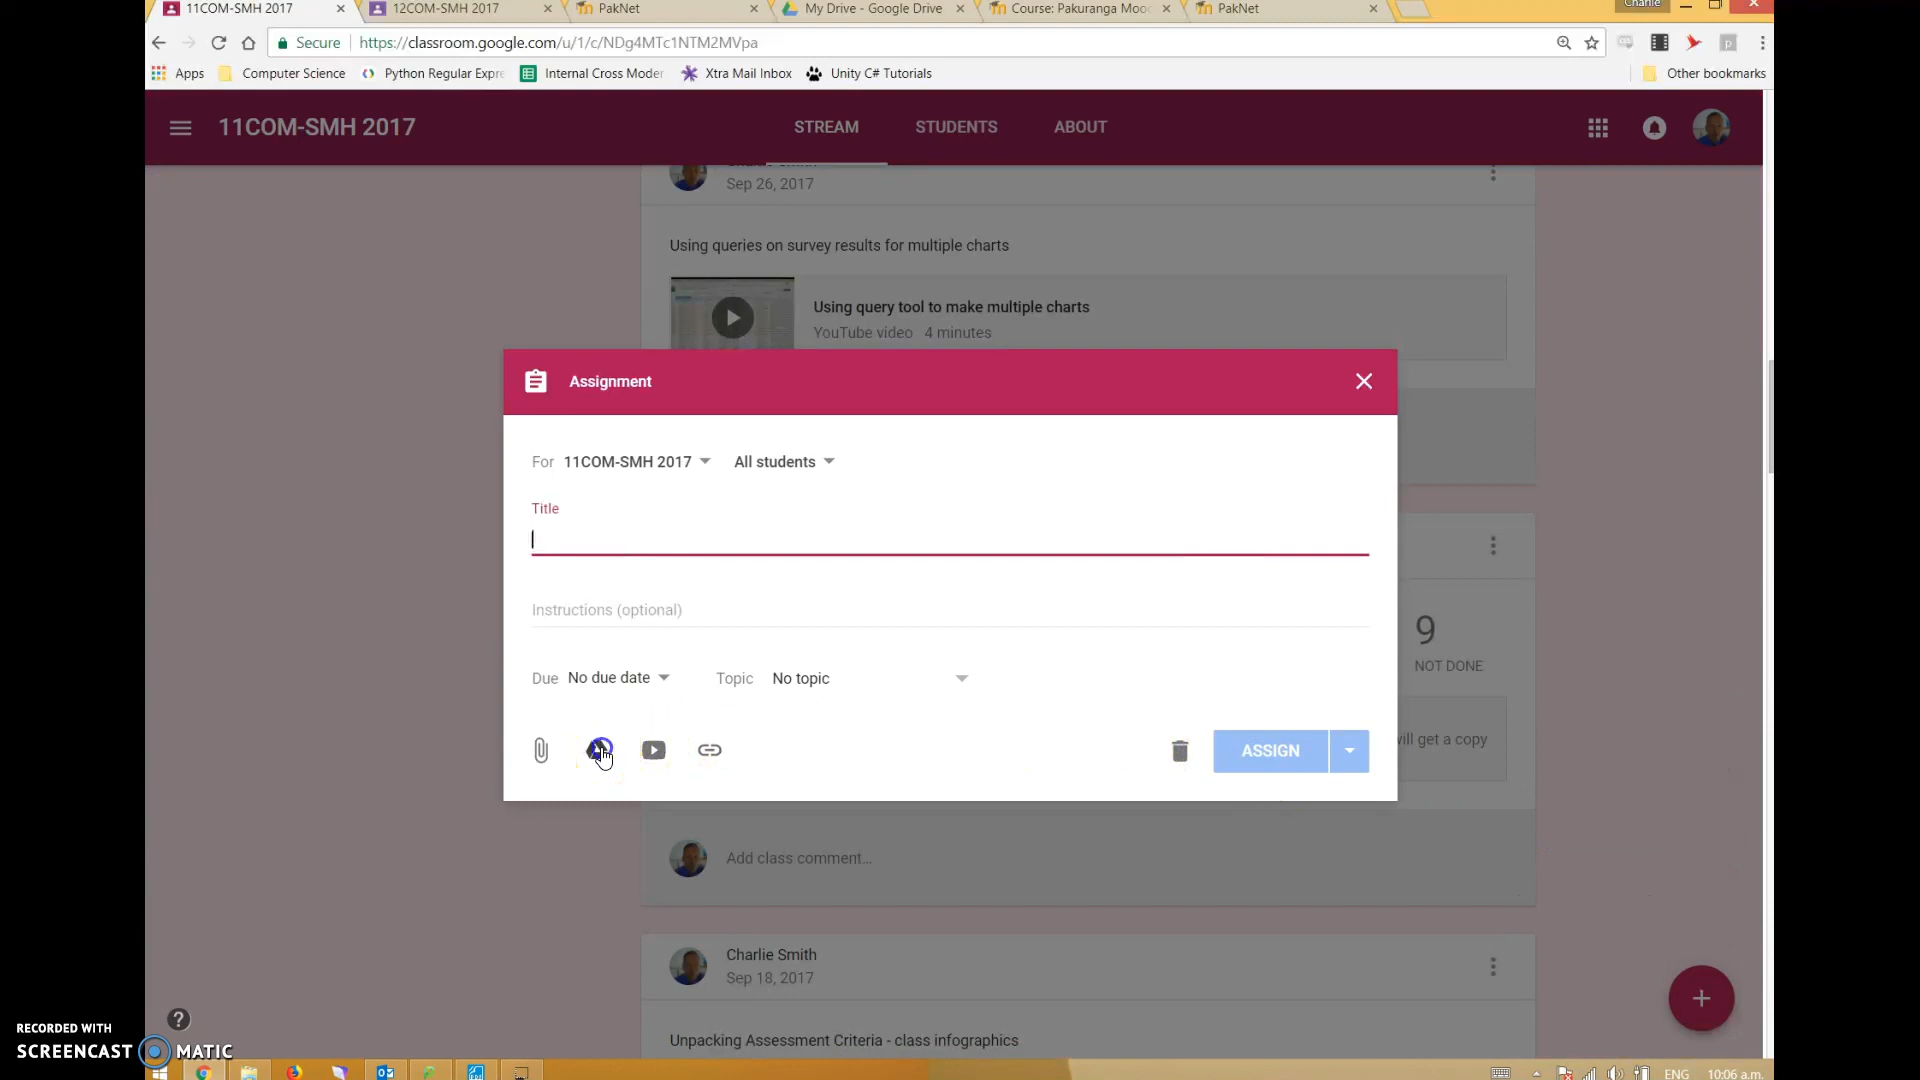 11COM-SMH 2017
12COM-SMH 2017
PakNet
My Drive - Google Drive
Course: Pakuranga Moo
PakNet
Charlie
Secure
https://classroom.google.com/u/1/c/NDg4MTc1NTM2MVpa
Apps
Computer Science
Python Regular Expre
Internal Cross Moder
Xtra Mail Inbox
Unity C# Tutorials
Other bookmarks
11COM-SMH 2017
STREAM
STUDENTS
ABOUT
Sep 26, 2017
Using queries on survey results for multiple charts
Using query tool to make multiple charts
YouTube video 4 minutes
Assignment
For 11COM-SMH 2017 All students
Title
Instructions (optional)
9
NOT DONE
Due No due date Topic No topic
will get a copy
ASSIGN
Add class comment...
Charlie Smith
Sep 18, 2017
Unpacking Assessment Criteria - class infographics
RECORDED WITH
SCREENCAST MATIC
ENG 10:06 a.m.